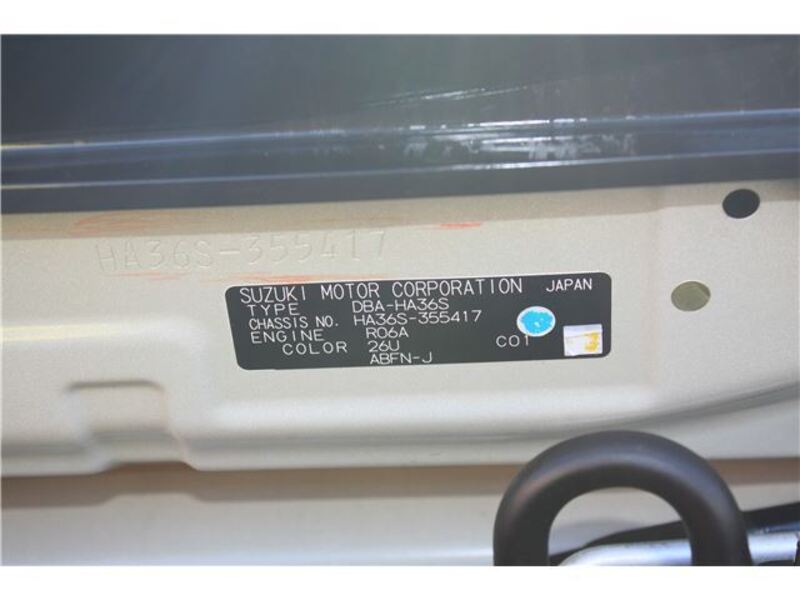 HA36S-355417
SUZUKI MOTOR CORPORATION JAPAN
TYPE DBA-HA36S
CHASSIS NO. HA36S-355417
ENGINE R06A
COLOR 26U C01
ABFN-J
3